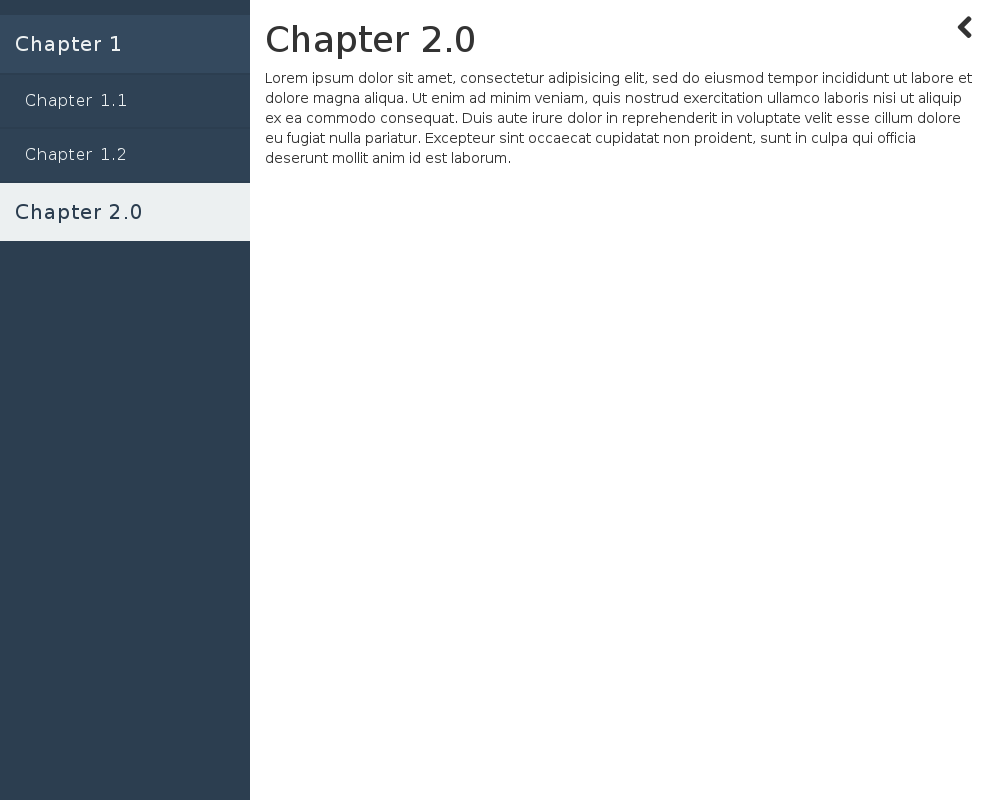 Chapter 1
Chapter 1.1
Chapter 1.2
Chapter 2.0
Chapter 2.0
Lorem ipsum dolor sit amet, consectetur adipisicing elit, sed do eiusmod tempor incididunt ut labore et
dolore magna aliqua. Ut enim ad minim veniam, quis nostrud exercitation ullamco laboris nisi ut aliquip
ex ea commodo consequat. Duis aute irure dolor in reprehenderit in voluptate velit esse cillum dolore
eu fugiat nulla pariatur. Excepteur sint occaecat cupidatat non proident, sunt in culpa qui officia
deserunt mollit anim id est laborum.